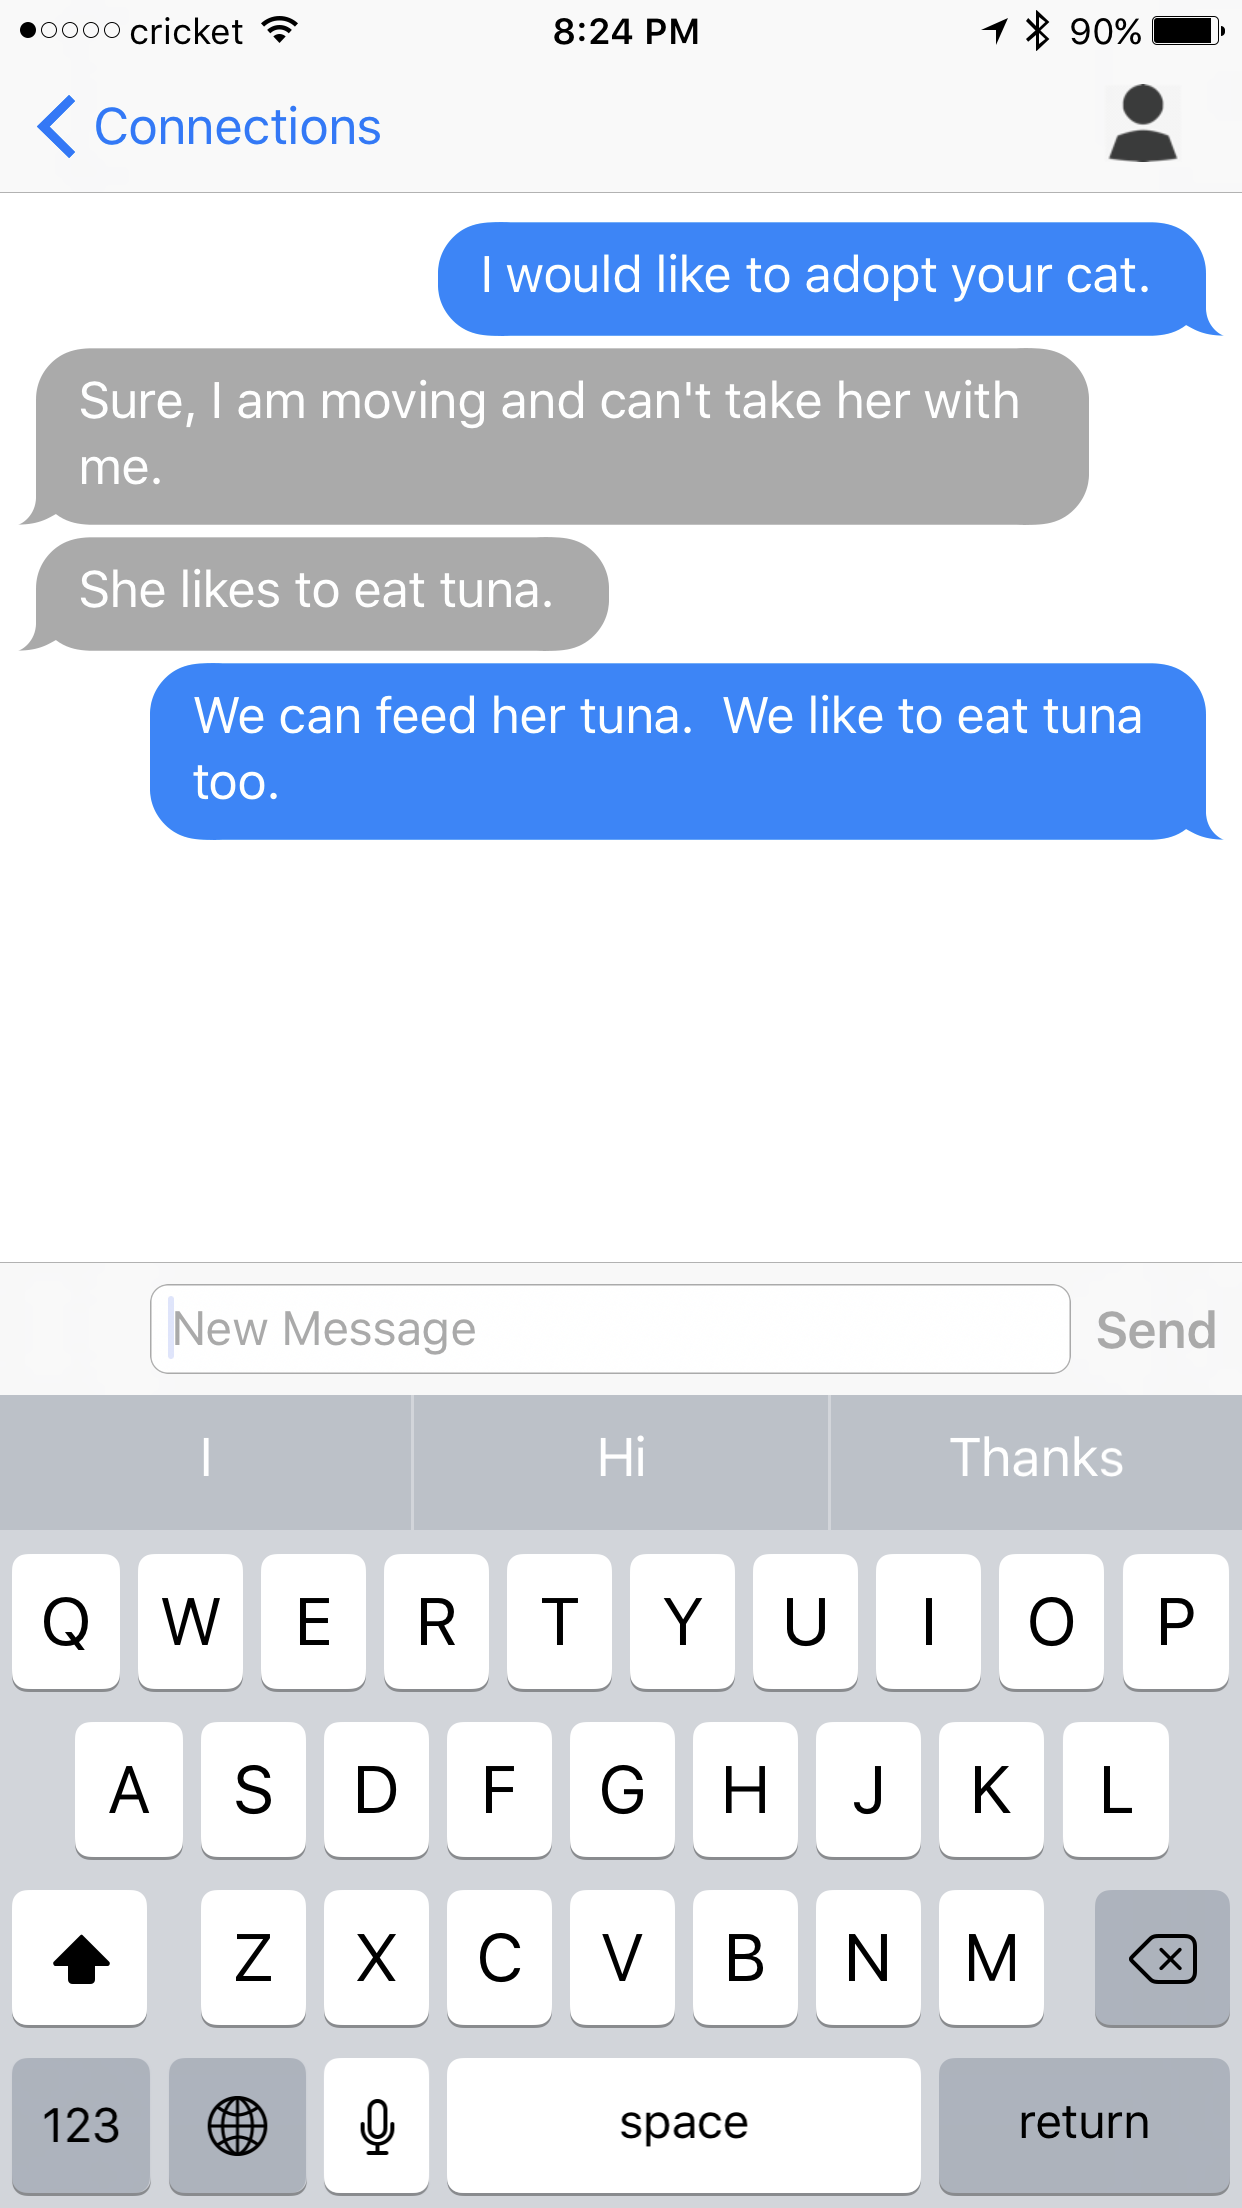 cricket 8:24 PM 90%
Connections
I would like to adopt your cat.
Sure, I am moving and can't take her with
me.
She likes to eat tuna.
We can feed her tuna.  We like to eat tuna
too.
New Message Send
I Hi Thanks
Q W E R T Y U I O P
A S D F G H J K L
Z X C V B N M
123 space return